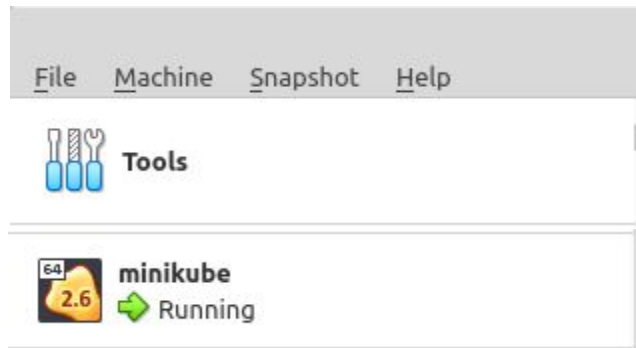 File Machine Snapshot Help
Tools
64
2.6
minikube
Running